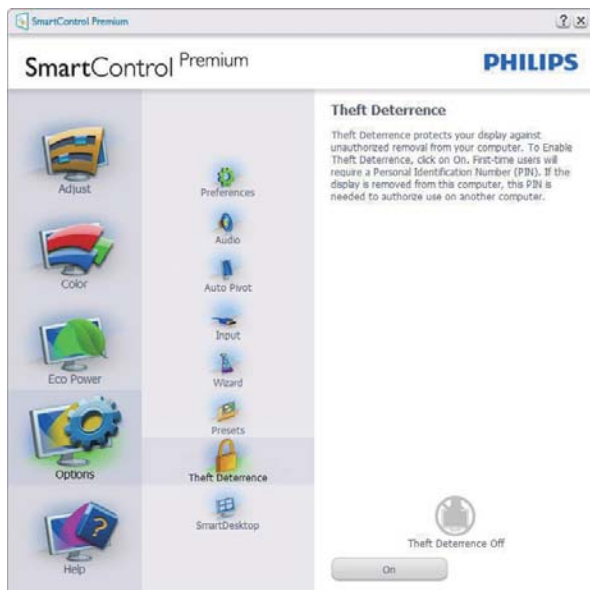 SmartControl Premium
? X
SmartControl Premium
PHILIPS
Adjust
Color
Eco Power
Options
Help
Preferences
Audio
Auto Pivot
Input
Wizard
Presets
Theft Deterrence
SmartDesktop
Theft Deterrence
Theft Deterrence protects your display against
unauthorized removal from your computer. To Enable
Theft Deterrence, click on On. First-time users will
require a Personal Identification Number (PIN). If the
display is removed from this computer, this PIN is
needed to authorize use on another computer.
Theft Deterrence Off
On